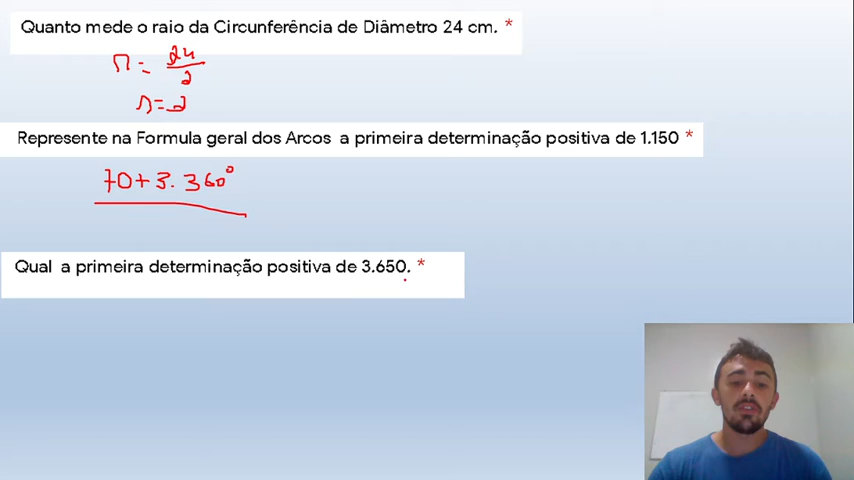 Quanto mede o raio da Circunferência de Diâmetro 24 cm. *
r = 24/2
r = 2
Represente na Formula geral dos Arcos a primeira determinação positiva de 1.150 *
70+3.360°
Qual a primeira determinação positiva de 3.650. *